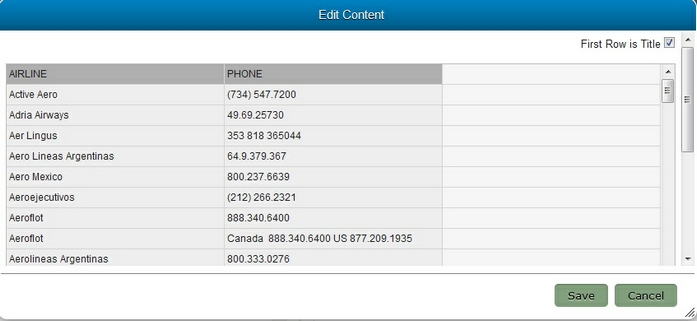 Edit Content
First Row is Title
AIRLINE PHONE
Active Aero (734) 547.7200
Adria Airways 49.69.25730
Aer Lingus 353 818 365044
Aero Lineas Argentinas 64.9.379.367
Aero Mexico 800.237.6639
Aeroejecutivos (212) 266.2321
Aeroflot 888.340.6400
Aeroflot Canada 888.340.6400 US 877.209.1935
Aerolineas Argentinas 800.333.0276
Save Cancel